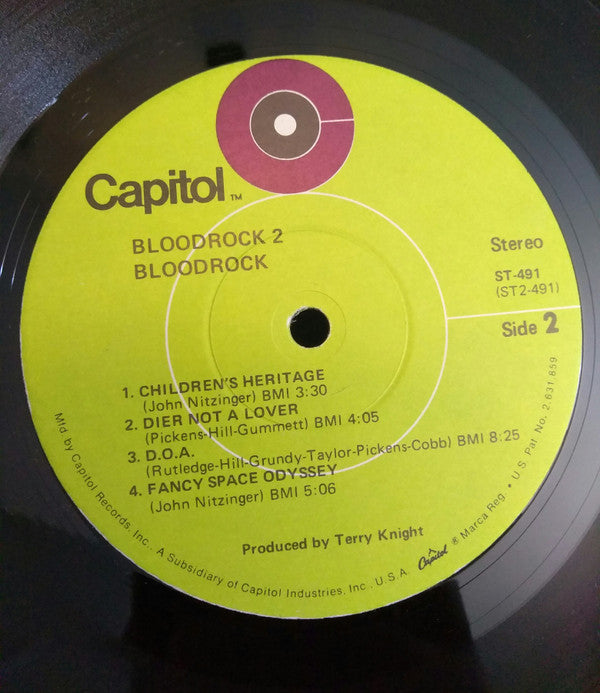 Capitol™
BLOODROCK 2
BLOODROCK
Stereo
ST-491
(ST2-491)
Side 2
1. CHILDREN'S HERITAGE
(John Nitzinger) BMI 3:30
2. DIER NOT A LOVER
(Pickens-Hill-Gummett) BMI 4:05
3. D.O.A.
(Rutledge-Hill-Grundy-Taylor-Pickens-Cobb) BMI 8:25
4. FANCY SPACE ODYSSEY
(John Nitzinger) BMI 5:06
Produced by Terry Knight
Mfd. by Capitol Records, Inc., A Subsidiary of Capitol Industries, Inc., U.S.A. Capitol ® Marca Reg. • U.S. Pat. No. 2,631,859